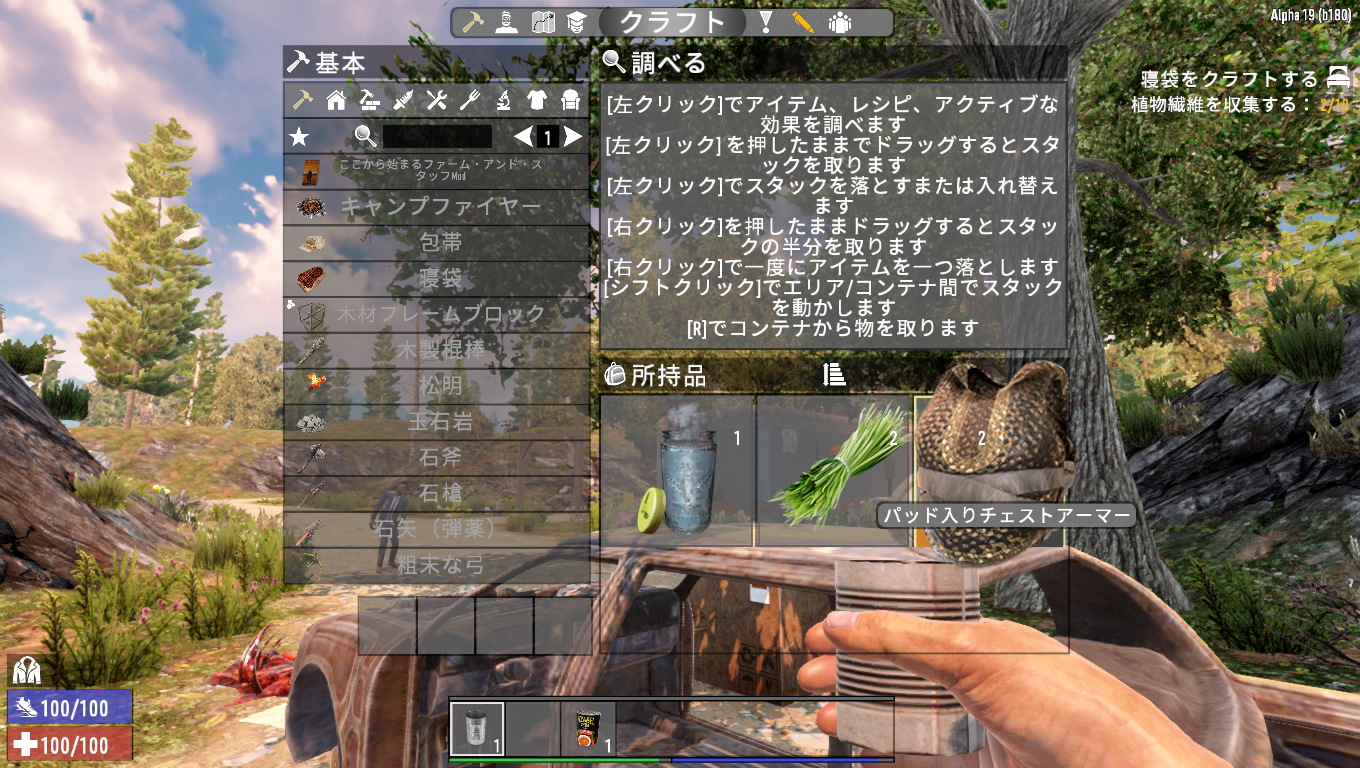 クラフト
Alpha 19 (b180)
寝袋をクラフトする
植物繊維を収集する：2/10
基本
1
ここから始まるファーム・アンド・ス
タッフMod
キャンプファイヤー
包帯
寝袋
木材フレームブロック
木製棍棒
松明
玉石岩
石斧
石槍
石矢（弾薬）
粗末な弓
調べる
[左クリック]でアイテム、レシピ、アクティブな
効果を調べます
[左クリック] を押したままでドラッグするとスタ
ックを取ります
[左クリック]でスタックを落とすまたは入れ替え
ます
[右クリック]を押したままドラッグするとスタッ
クの半分を取ります
[右クリック]で一度にアイテムを一つ落とします
[シフトクリック]でエリア/コンテナ間でスタック
を動かします
[R]でコンテナから物を取ります
所持品
1
2
2
パッド入りチェストアーマー
100/100
100/100
1
1